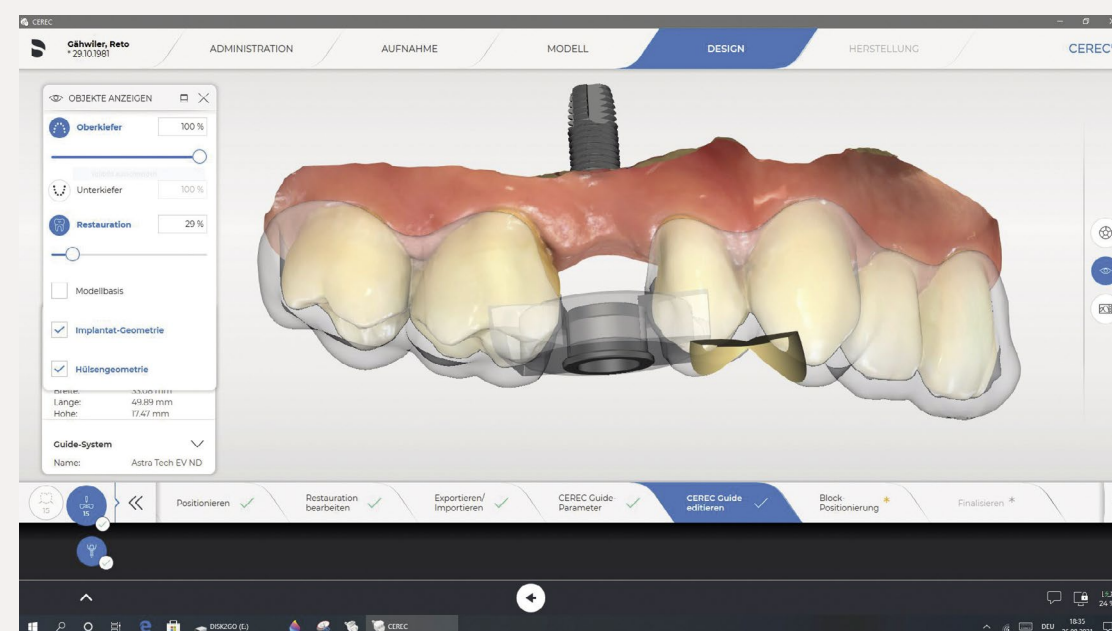 CEREC
Gähwiler, Reto
* 29.10.1981
ADMINISTRATION
AUFNAHME
MODELL
DESIGN
HERSTELLUNG
CEREC
OBJEKTE ANZEIGEN
Oberkiefer 100 %
Unterkiefer 100 %
Restauration 29 %
Modellbasis
Implantat-Geometrie
Hülsengeometrie
Länge: 49.89 mm
Höhe: 17.47 mm
Guide-System
Name: Astra Tech EV ND
15
15
Positionieren
Restauration
bearbeiten
Exportieren/
Importieren
CEREC Guide-
Parameter
CEREC Guide
editieren
Block-
Positionierung *
Finalisieren *
DISK2GO (E:)
CEREC
DEU
18:35